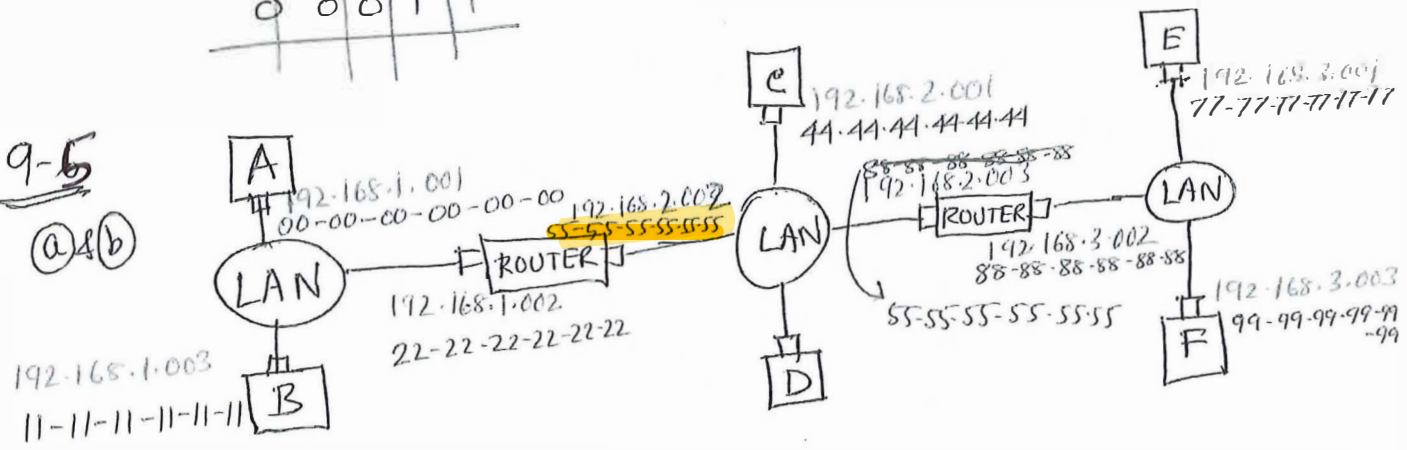 0 0 0 1 1
9-5
ⓐ&ⓑ
A
192.168.1.001
00-00-00-00-00-00
LAN
192.168.1.003
11-11-11-11-11-11
B
192.168.2.002
55-55-55-55-55-55
ROUTER
192.168.1.002
22-22-22-22-22-22
C
192.168.2.001
44.44.44.44-44-44
LAN
D
88-88-88-88-88-88
192.168.2.003
ROUTER
192.168.3.002
88-88-88-88-88-88
55-55-55-55-55-55
E
192.168.3.001
77-77-77-77-77-77
LAN
192.168.3.003
99-99-99-99-99
-99
F